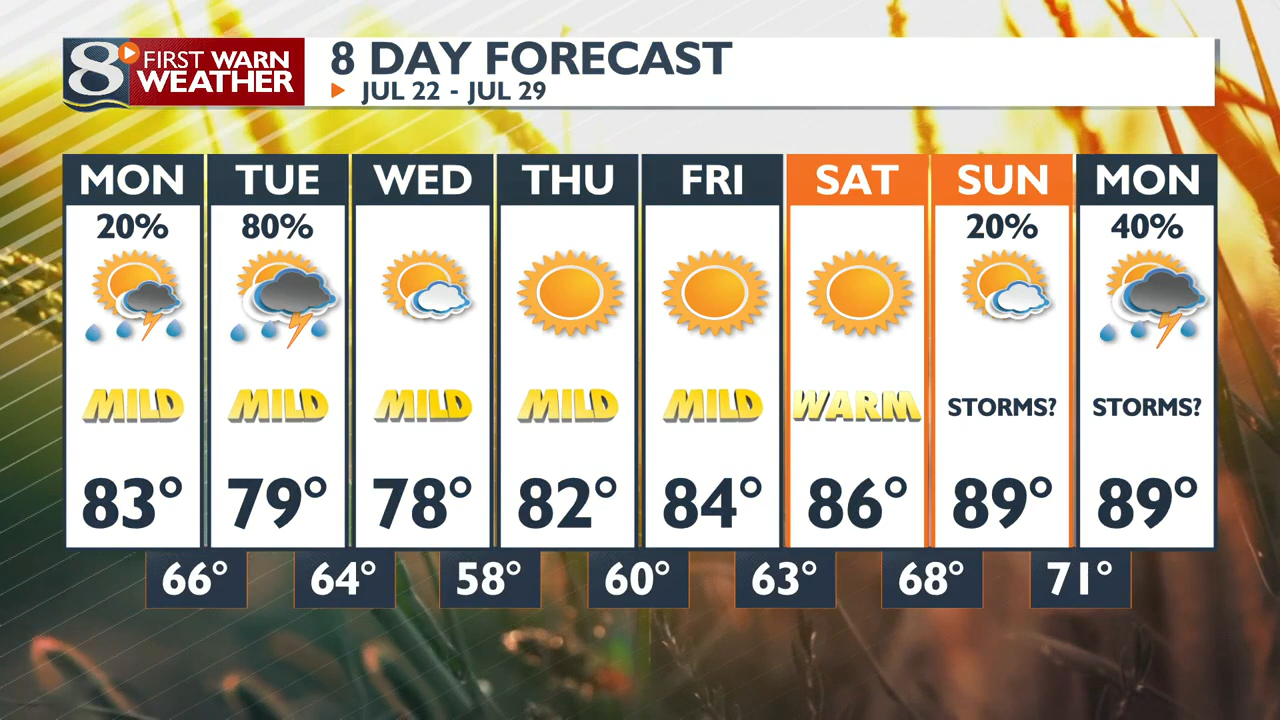 8 FIRST WARN
WEATHER
8 DAY FORECAST
JUL 22 - JUL 29
MON TUE WED THU FRI SAT SUN MON
20% 80% 20% 40%
MILD MILD MILD MILD MILD WARM STORMS? STORMS?
83° 79° 78° 82° 84° 86° 89° 89°
66° 64° 58° 60° 63° 68° 71°